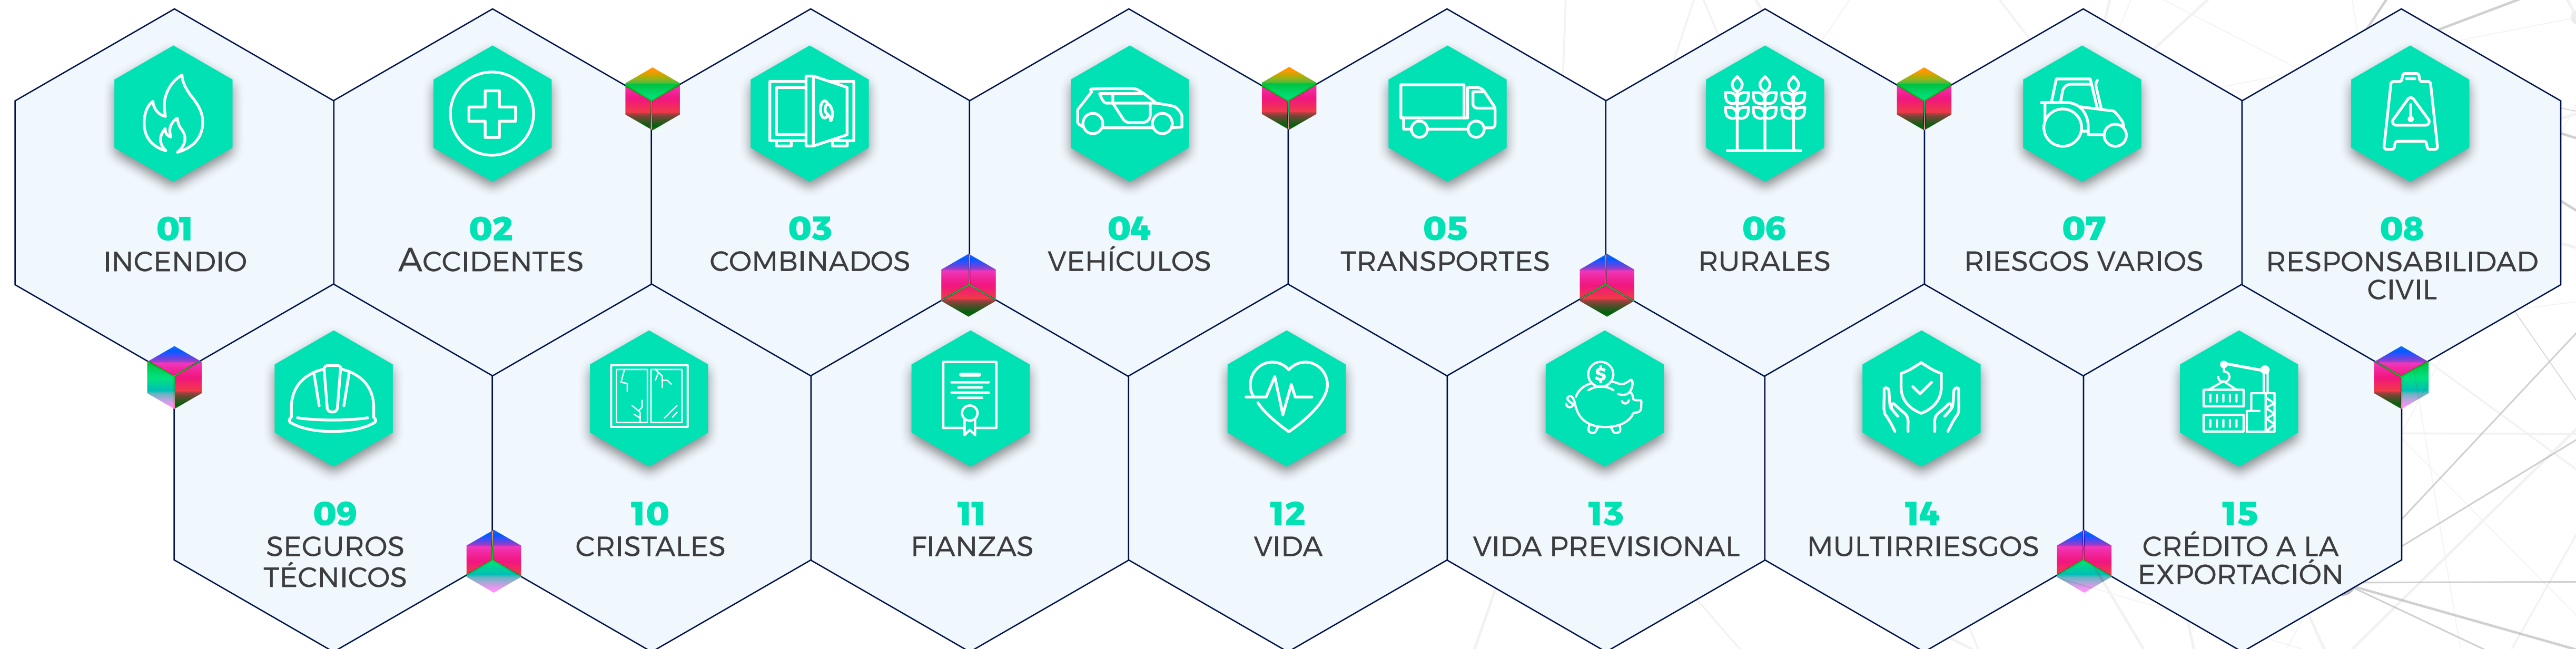 01
INCENDIO
02
ACCIDENTES
03
COMBINADOS
04
VEHÍCULOS
05
TRANSPORTES
06
RURALES
07
RIESGOS VARIOS
08
RESPONSABILIDAD
CIVIL
09
SEGUROS
TÉCNICOS
10
CRISTALES
11
FIANZAS
12
VIDA
$
13
VIDA PREVISIONAL
14
MULTIRRIESGOS
15
CRÉDITO A LA
EXPORTACIÓN